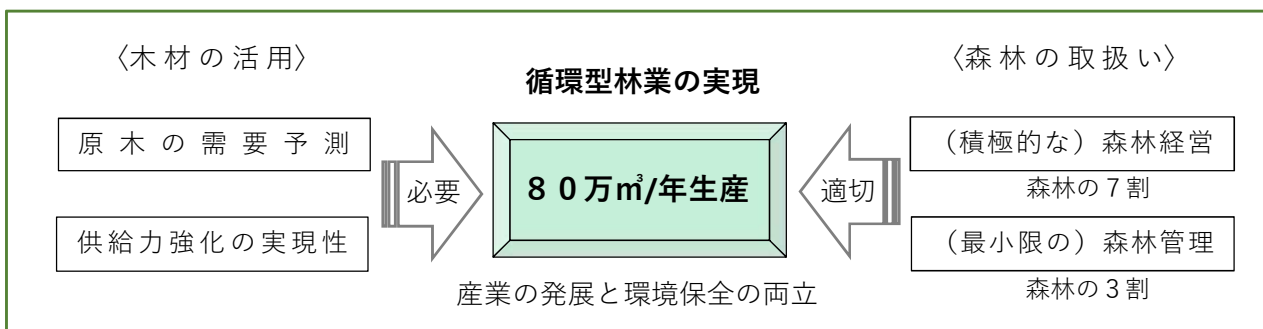 〈木材の活用〉
原木の需要予測
供給力強化の実現性
必要
循環型林業の実現
８０万㎥/年生産
産業の発展と環境保全の両立
適切
〈森林の取扱い〉
（積極的な）森林経営
森林の７割
（最小限の）森林管理
森林の３割